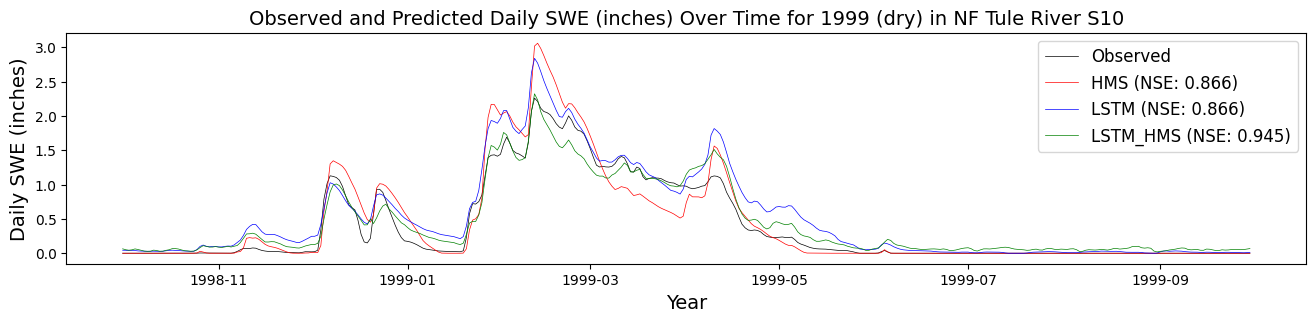 Observed and Predicted Daily SWE (inches) Over Time for 1999 (dry) in NF Tule River S10
Daily SWE (inches)
3.0
2.5
2.0
1.5
1.0
0.5
0.0
Observed
HMS (NSE: 0.866)
LSTM (NSE: 0.866)
LSTM_HMS (NSE: 0.945)
1998-11 1999-01 1999-03 1999-05 1999-07 1999-09
Year